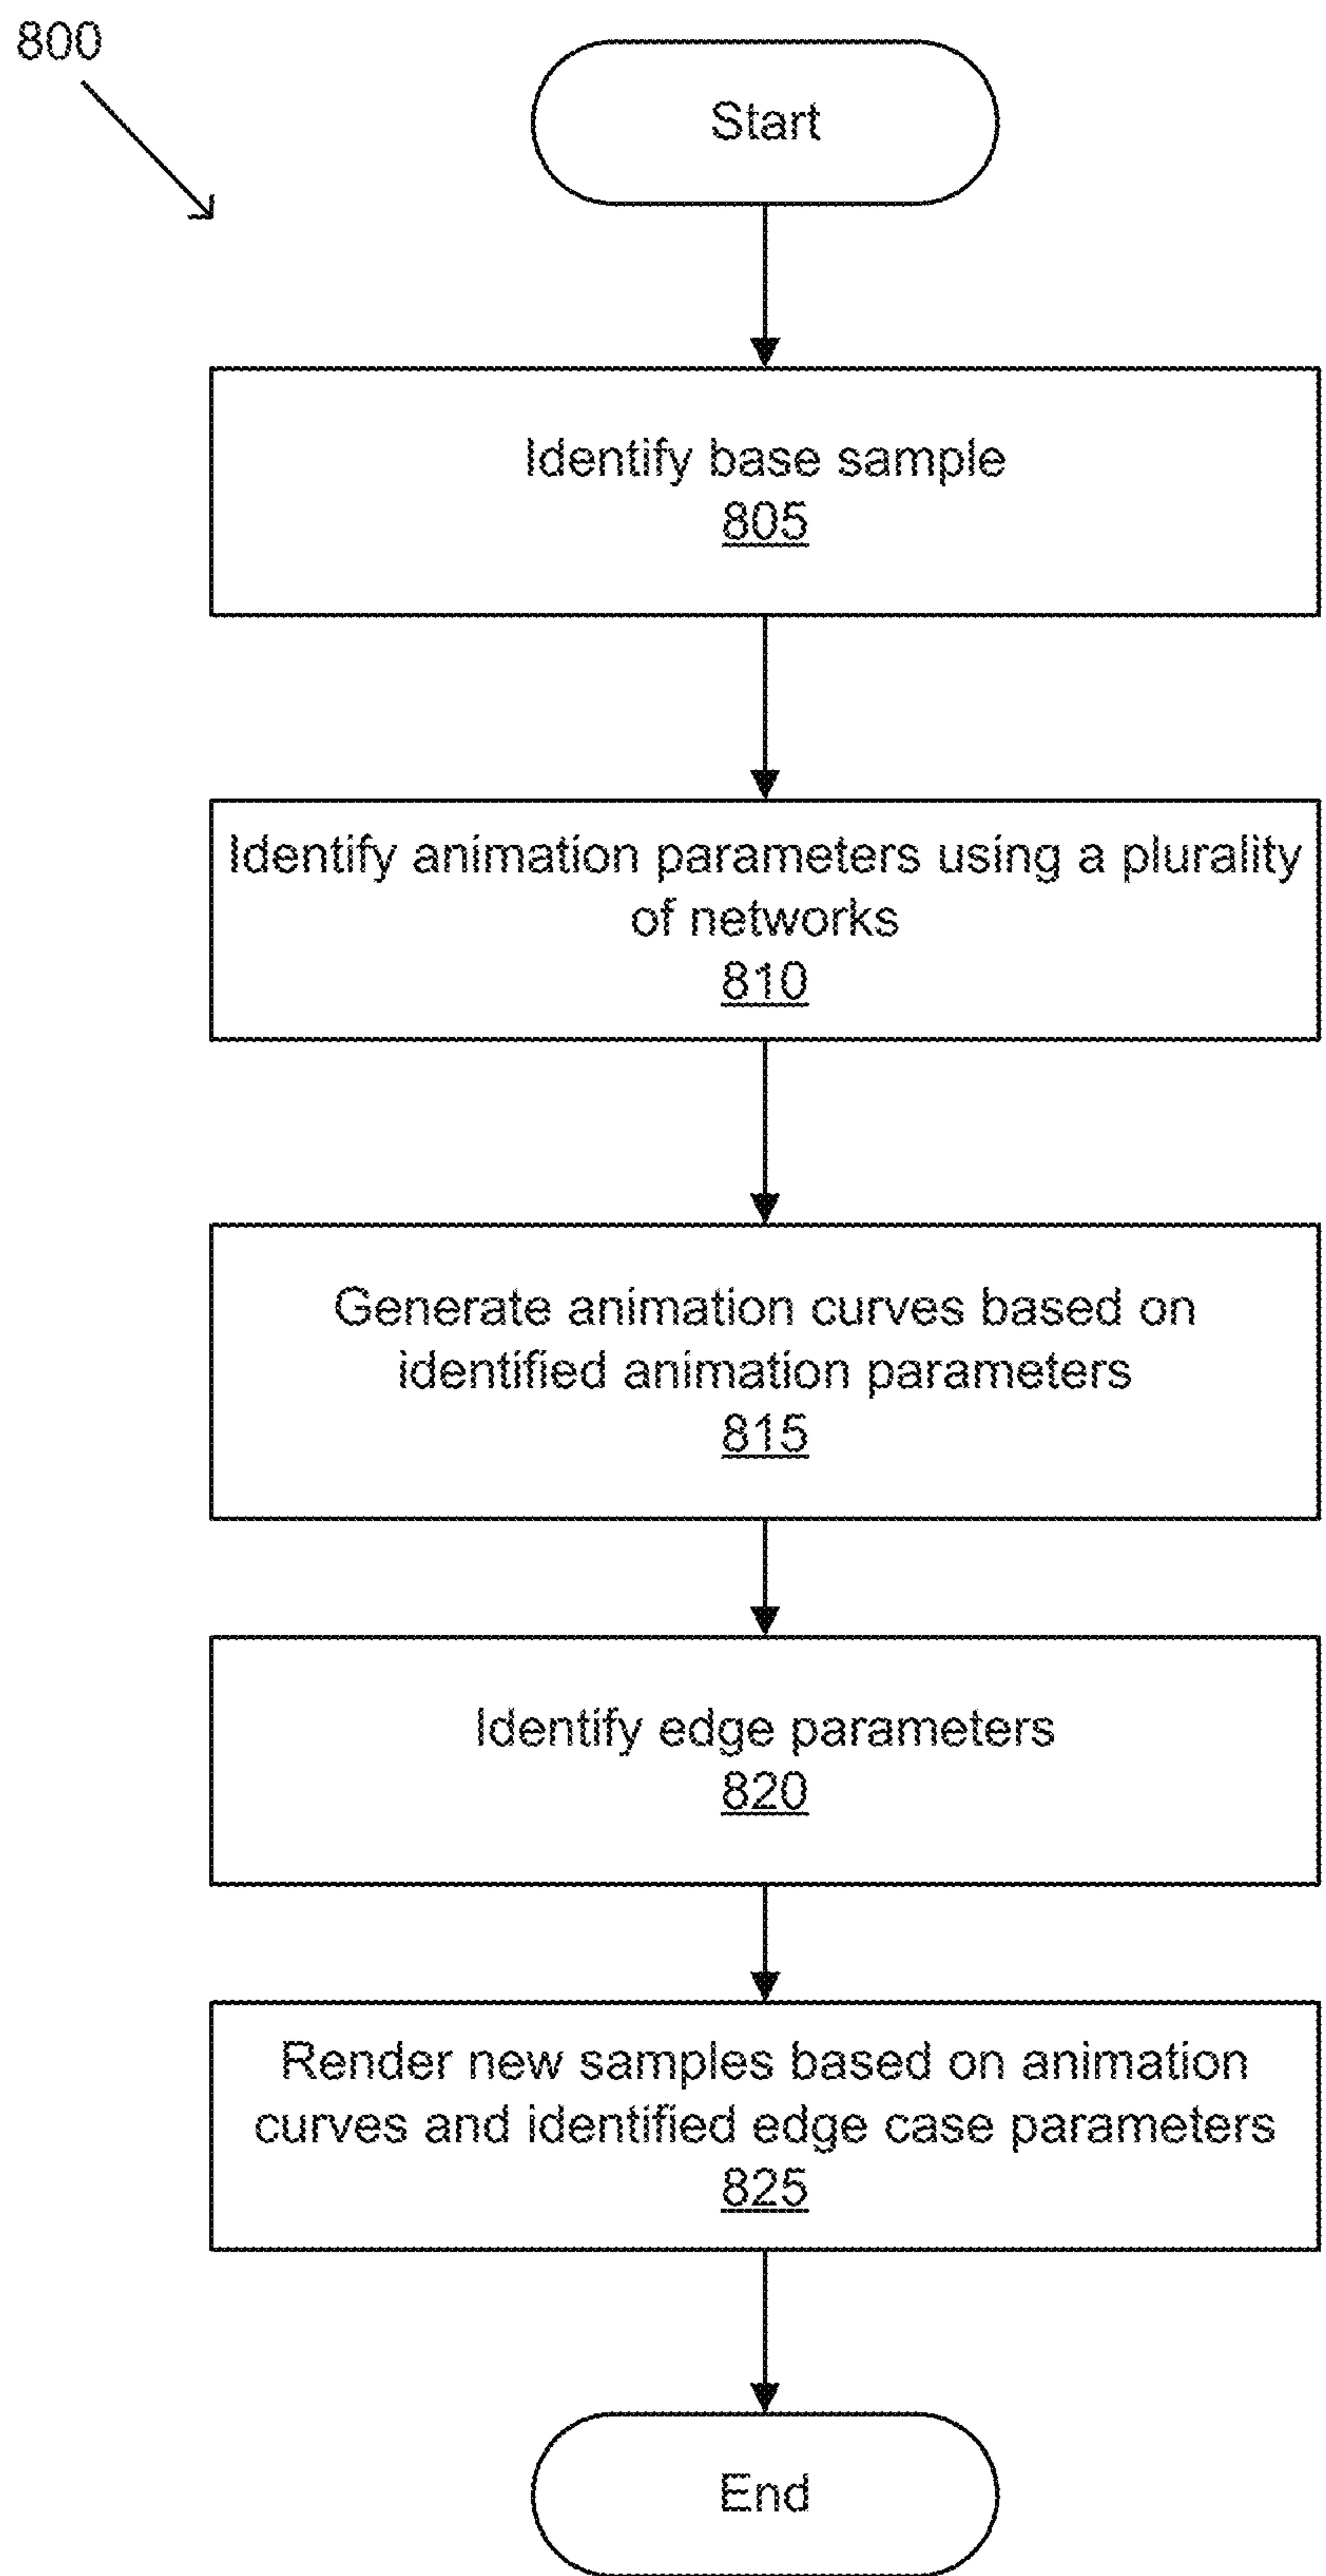 800
Start
Identify base sample
805
Identify animation parameters using a plurality
of networks
810
Generate animation curves based on
identified animation parameters
815
Identify edge parameters
820
Render new samples based on animation
curves and identified edge case parameters
825
End